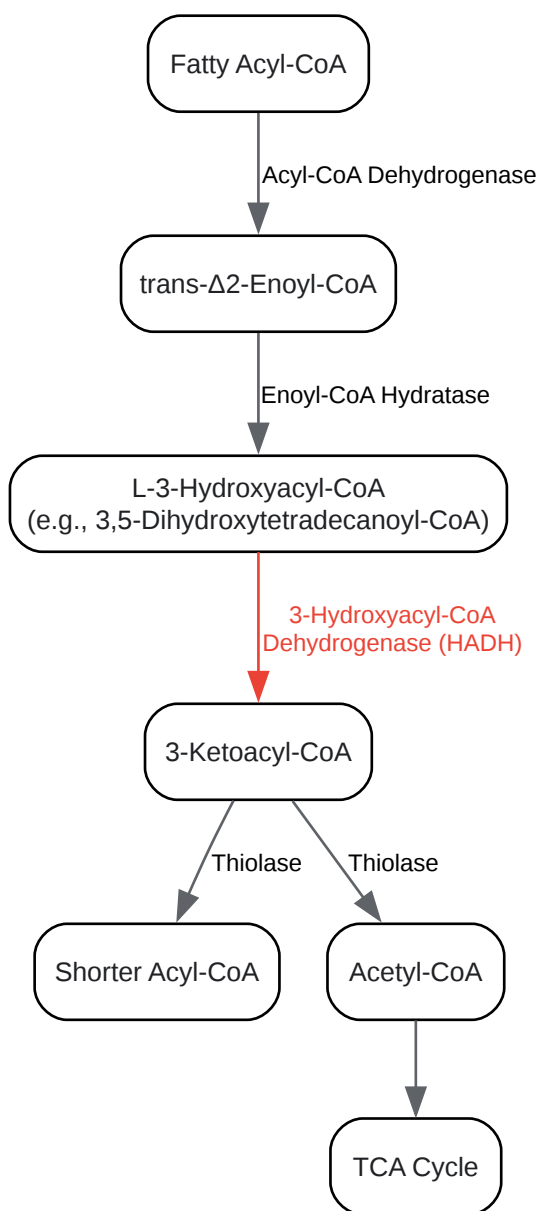 Fatty Acyl-CoA
Acyl-CoA Dehydrogenase
trans-Δ2-Enoyl-CoA
Enoyl-CoA Hydratase
L-3-Hydroxyacyl-CoA
(e.g., 3,5-Dihydroxytetradecanoyl-CoA)
3-Hydroxyacyl-CoA
Dehydrogenase (HADH)
3-Ketoacyl-CoA
Thiolase
Thiolase
Shorter Acyl-CoA
Acetyl-CoA
TCA Cycle